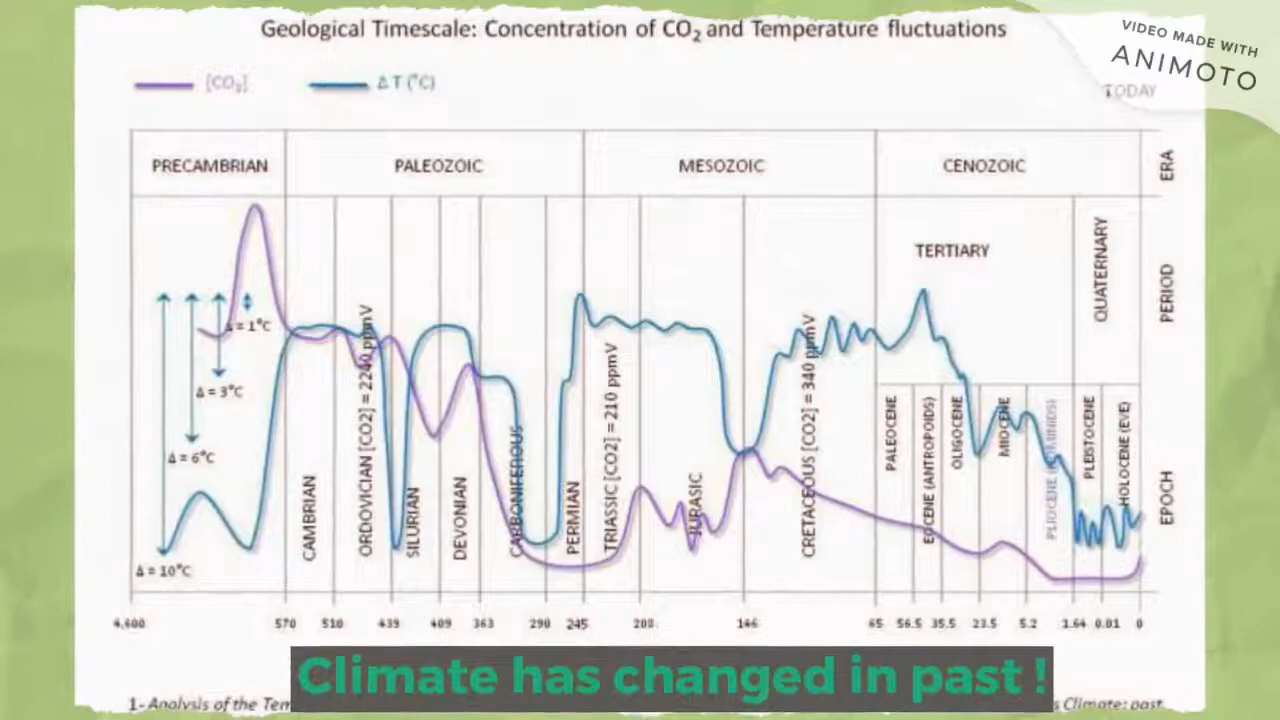 Geological Timescale: Concentration of CO₂ and Temperature fluctuations
VIDEO MADE WITH
ANIMOTO
[CO₂]
Δ T (°C)
TODAY
PRECAMBRIAN
PALEOZOIC
MESOZOIC
CENOZOIC
ERA
TERTIARY
QUATERNARY
PERIOD
Δ = 1°C
Δ = 3°C
Δ = 6°C
Δ = 10°C
CAMBRIAN
ORDOVICIAN [CO2] = 2240 ppmV
SILURIAN
DEVONIAN
CARBONIFEROUS
PERMIAN
TRIASSIC [CO2] = 210 ppmV
JURASIC
CRETACEOUS [CO2] = 340 ppmV
PALEOCENE
EOCENE (ANTROPOIDS)
OLIGOCENE
MIOCENE
PLIOCENE (HOMINIDS)
PLEISTOCENE
HOLOCENE (EVE)
EPOCH
4,600 570 510 439 409 363 290 245 208 146 65 56.5 35.5 23.5 5.2 1.64 0.01 0
Climate has changed in past !
1- Analysis of the Tem
s Climate: past